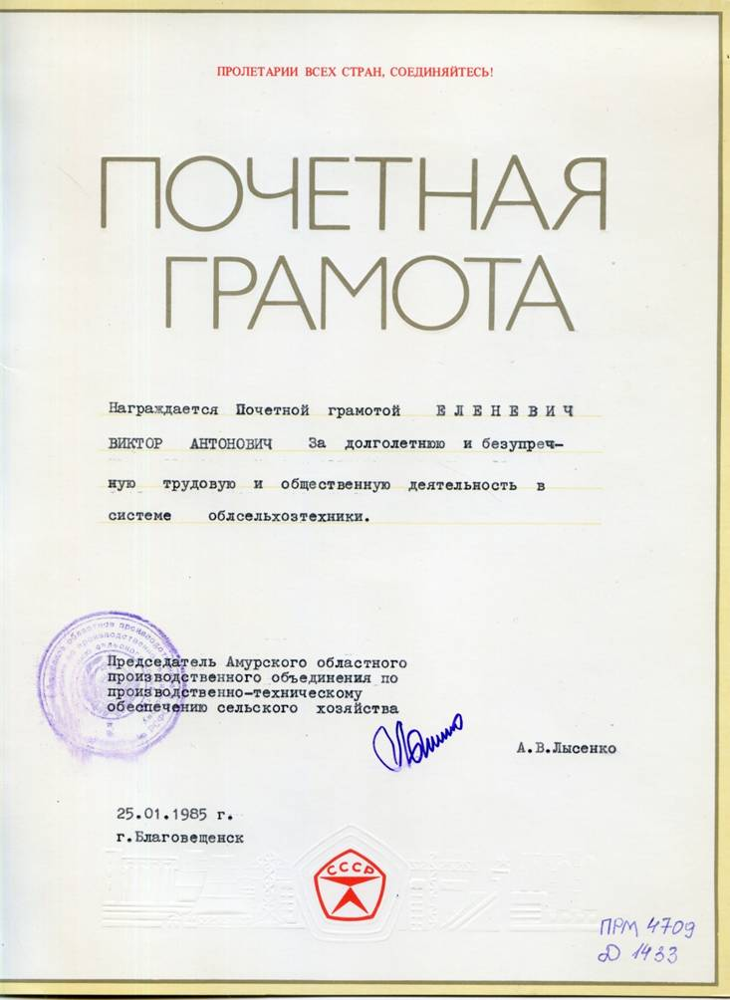 ПРОЛЕТАРИИ ВСЕХ СТРАН, СОЕДИНЯЙТЕСЬ!
ПОЧЕТНАЯ
ГРАМОТА
Награждается Почетной грамотой Е Л Е Н Е В И Ч
ВИКТОР АНТОНОВИЧ За долголетнюю и безупреч-
ную трудовую и общественную деятельность в
системе облсельхозтехники.
Председатель Амурского областного
производственного объединения по
производственно-техническому
обеспечению сельского хозяйства
А.В.Лысенко
25.01.1985 г.
г.Благовещенск
СССР
ПРМ 4709
Д 1433